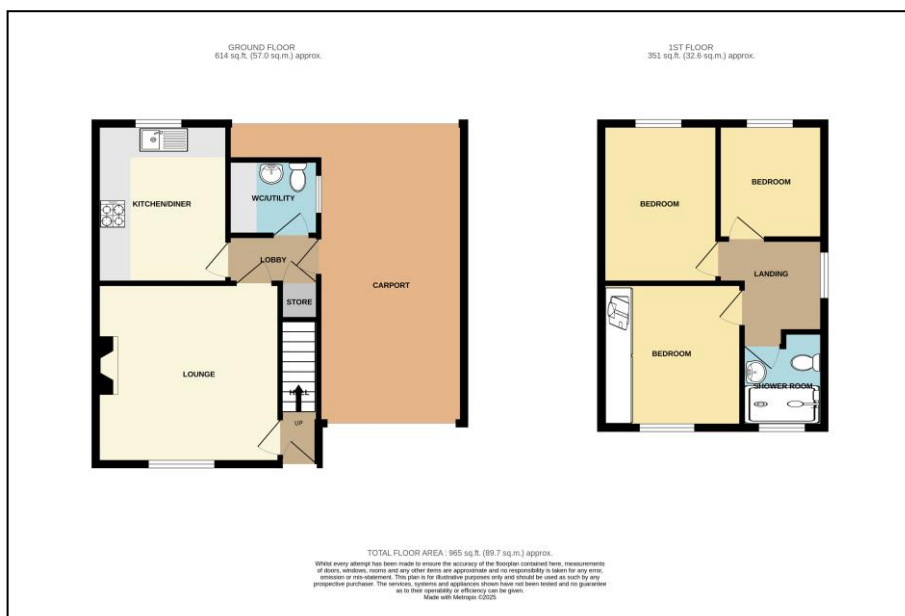 GROUND FLOOR
614 sq.ft. (57.0 sq.m.) approx.
1ST FLOOR
351 sq.ft. (32.6 sq.m.) approx.
KITCHEN/DINER
WC/UTILITY
LOBBY
STORE
CARPORT
LOUNGE
HALL
UP
BEDROOM
BEDROOM
LANDING
BEDROOM
SHOWER ROOM
TOTAL FLOOR AREA : 965 sq.ft. (89.7 sq.m.) approx.
Whilst every attempt has been made to ensure the accuracy of the floorplan contained here, measurements
of doors, windows, rooms and any other items are approximate and no responsibility is taken for any error,
omission or mis-statement. This plan is for illustrative purposes only and should be used as such by any
prospective purchaser. The services, systems and appliances shown have not been tested and no guarantee
as to their operability or efficiency can be given.
Made with Metropix ©2025